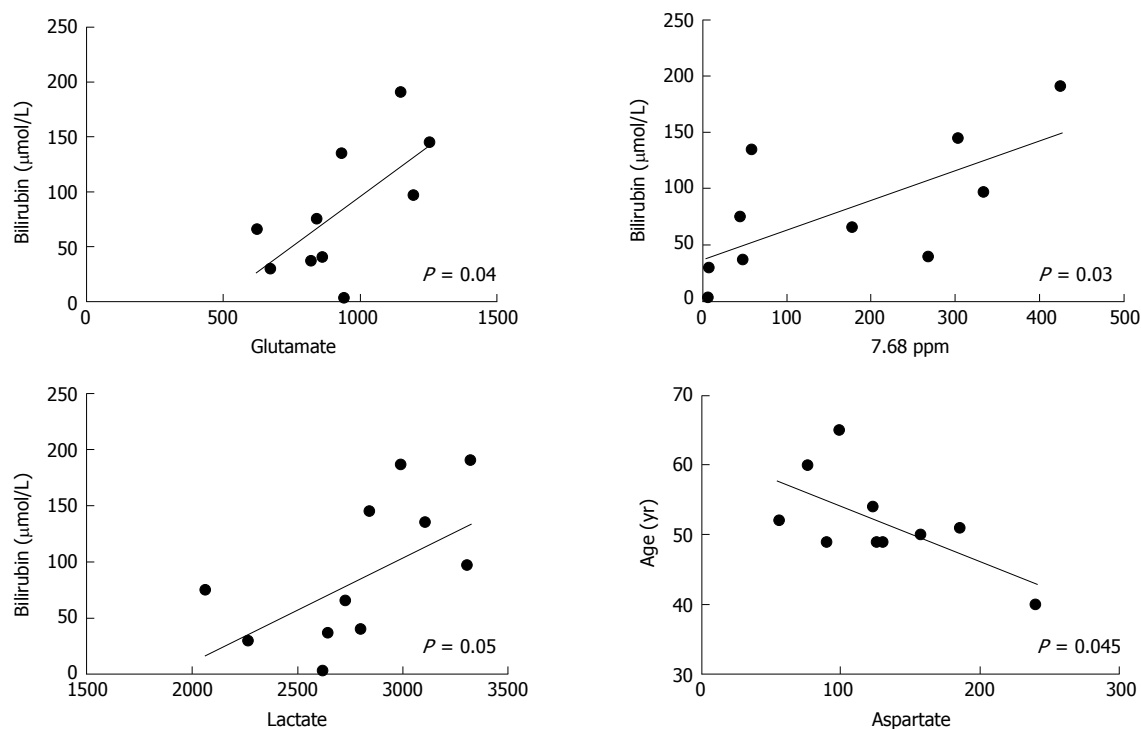 250
200
150
100
50
0
Bilirubin (μmol/L)
0 500 1000 1500
Glutamate
P = 0.04
250
200
150
100
50
0
Bilirubin (μmol/L)
0 100 200 300 400 500
7.68 ppm
P = 0.03
250
200
150
100
50
0
Bilirubin (μmol/L)
1500 2000 2500 3000 3500
Lactate
P = 0.05
70
60
50
40
30
Age (yr)
0 100 200 300
Aspartate
P = 0.045